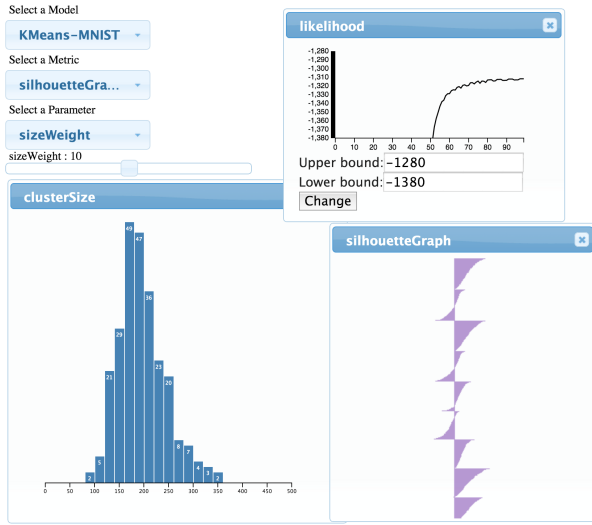 Select a Model
KMeans-MNIST
Select a Metric
silhouetteGra...
Select a Parameter
sizeWeight
sizeWeight : 10
likelihood
-1,280
-1,290
-1,300
-1,310
-1,320
-1,330
-1,340
-1,350
-1,360
-1,370
-1,380
0 10 20 30 40 50 60 70 80 90
Upper bound: -1280
Lower bound: -1380
Change
clusterSize
2 5 21 29 49 47 36 23 20 8 7 4 3 2
0 50 100 150 200 250 300 350 400 450 500
silhouetteGraph